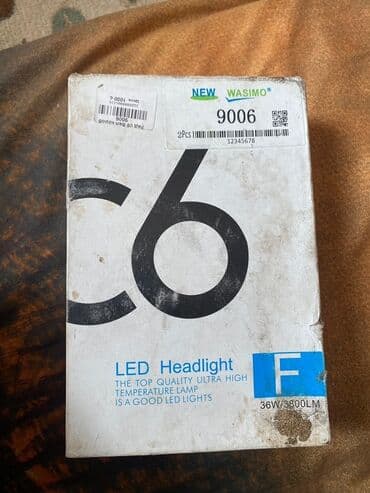 NEW WASIMO®
9006
2Pcs
12345678
9006
C6
LED Headlight
THE TOP QUALITY ULTRA HIGH
TEMPERATURE LAMP
IS A GOOD LED LIGHTS
F
36W/3800LM